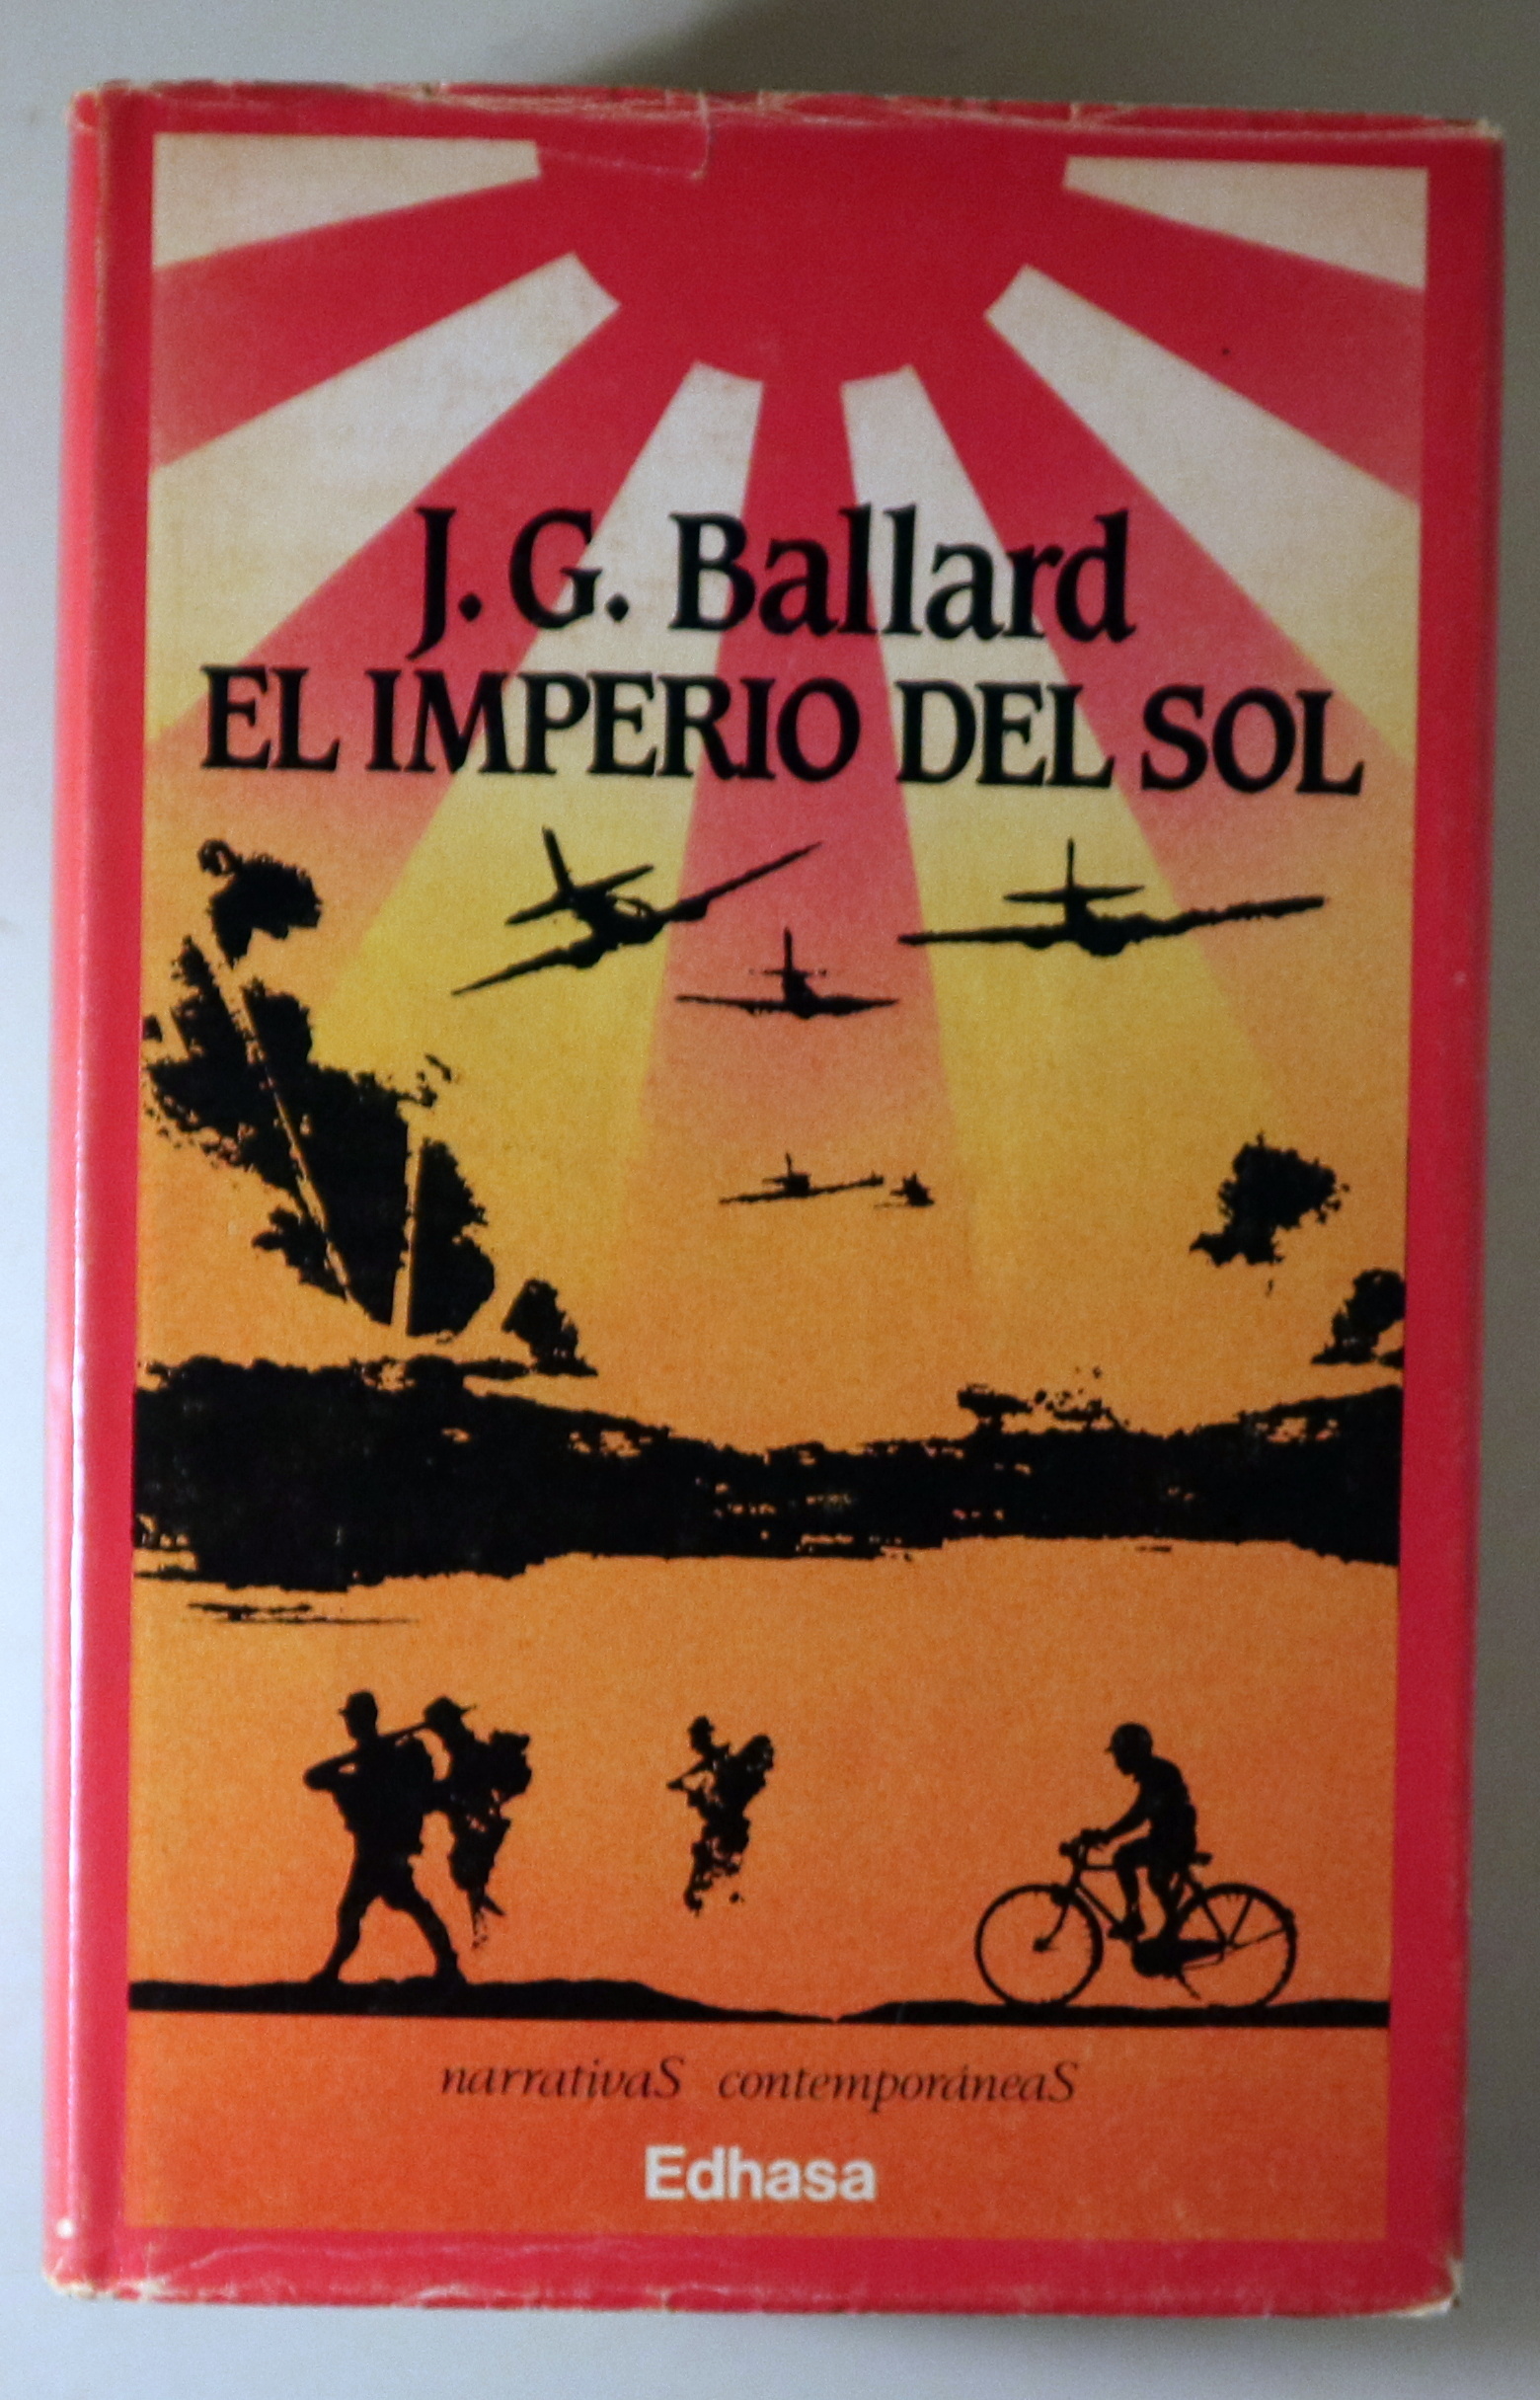 J. G. Ballard
EL IMPERIO DEL SOL
narrativaS contemporáneaS
Edhasa